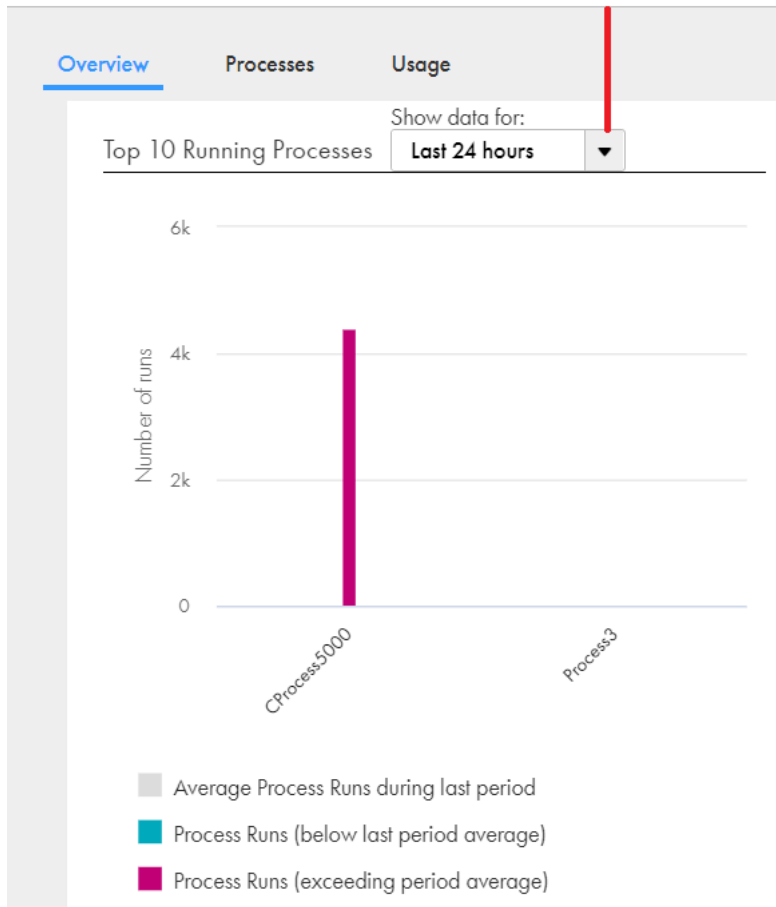 Overview Processes Usage
Show data for:
Top 10 Running Processes Last 24 hours
6k
4k
2k
0
Number of runs
CProcess5000 Process3
Average Process Runs during last period
Process Runs (below last period average)
Process Runs (exceeding period average)